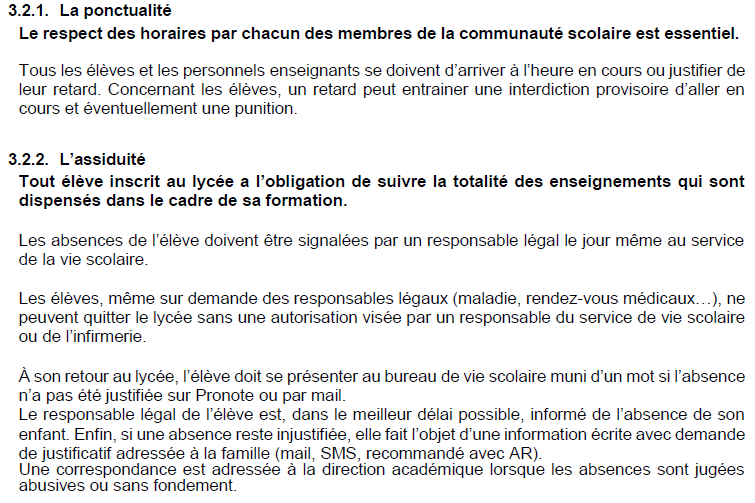 3.2.1. La ponctualité
Le respect des horaires par chacun des membres de la communauté scolaire est essentiel.
Tous les élèves et les personnels enseignants se doivent d’arriver à l’heure en cours ou justifier de
leur retard. Concernant les élèves, un retard peut entrainer une interdiction provisoire d’aller en
cours et éventuellement une punition.
3.2.2. L’assiduité
Tout élève inscrit au lycée a l’obligation de suivre la totalité des enseignements qui sont
dispensés dans le cadre de sa formation.
Les absences de l’élève doivent être signalées par un responsable légal le jour même au service
de la vie scolaire.
Les élèves, même sur demande des responsables légaux (maladie, rendez-vous médicaux…), ne
peuvent quitter le lycée sans une autorisation visée par un responsable du service de vie scolaire
ou de l’infirmerie.
À son retour au lycée, l’élève doit se présenter au bureau de vie scolaire muni d’un mot si l’absence
n’a pas été justifiée sur Pronote ou par mail.
Le responsable légal de l’élève est, dans le meilleur délai possible, informé de l’absence de son
enfant. Enfin, si une absence reste injustifiée, elle fait l’objet d’une information écrite avec demande
de justificatif adressée à la famille (mail, SMS, recommandé avec AR).
Une correspondance est adressée à la direction académique lorsque les absences sont jugées
abusives ou sans fondement.